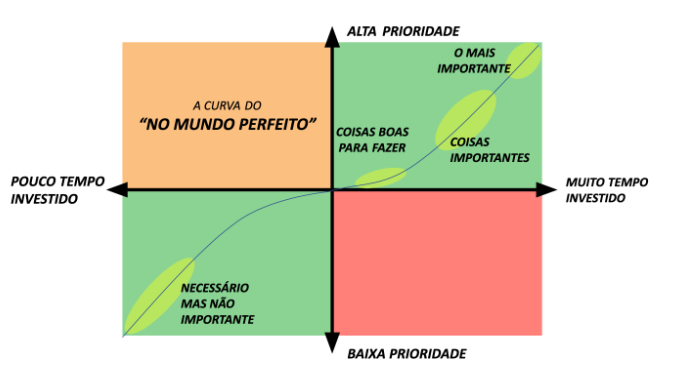 ALTA PRIORIDADE
O MAIS
IMPORTANTE
A CURVA DO
“NO MUNDO PERFEITO”
COISAS BOAS
PARA FAZER
COISAS
IMPORTANTES
POUCO TEMPO
INVESTIDO
MUITO TEMPO
INVESTIDO
NECESSÁRIO
MAS NÃO
IMPORTANTE
BAIXA PRIORIDADE